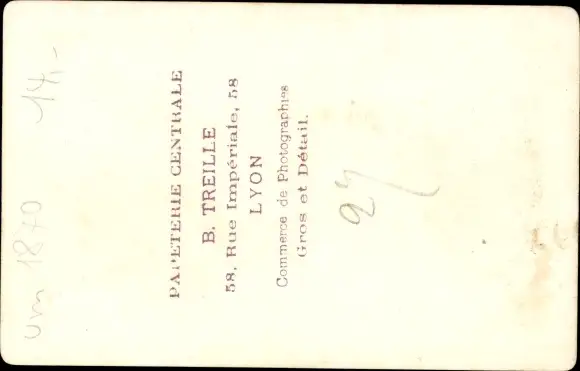 um 1870 14,-
PAPETERIE CENTRALE
B. TREILLE
58, Rue Impériale, 58
LYON
Commerce de Photographies
Gros et Détail.